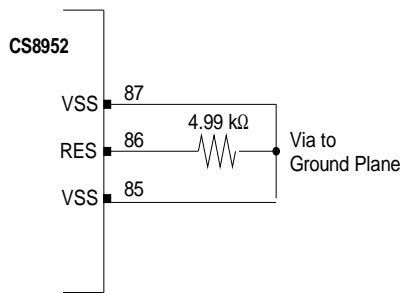 CS8952
VSS 87
4.99 kΩ
RES 86
Via to
Ground Plane
VSS 85